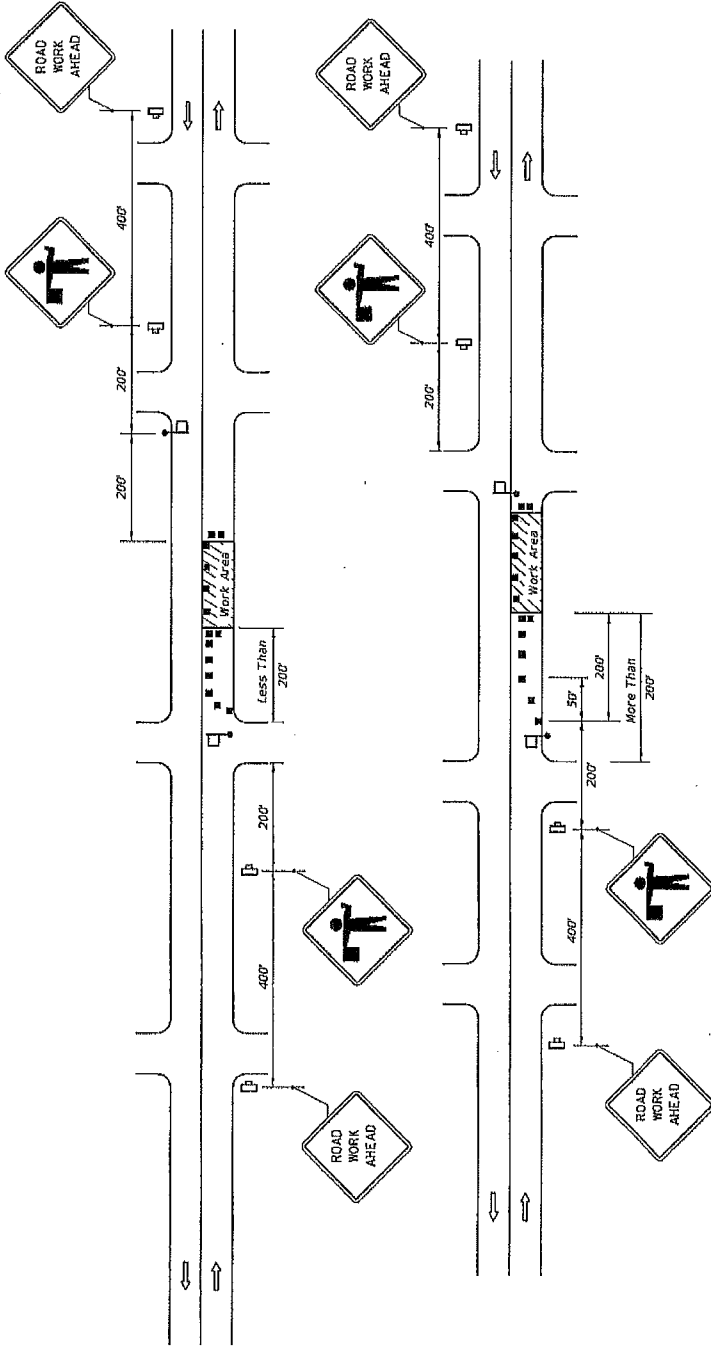 ROAD
WORK
AHEAD
400'
200'
200'
Work Area
Less Than
200'
200'
400'
ROAD
WORK
AHEAD
ROAD
WORK
AHEAD
400'
200'
Work Area
50'
200'
More Than
200'
200'
400'
ROAD
WORK
AHEAD